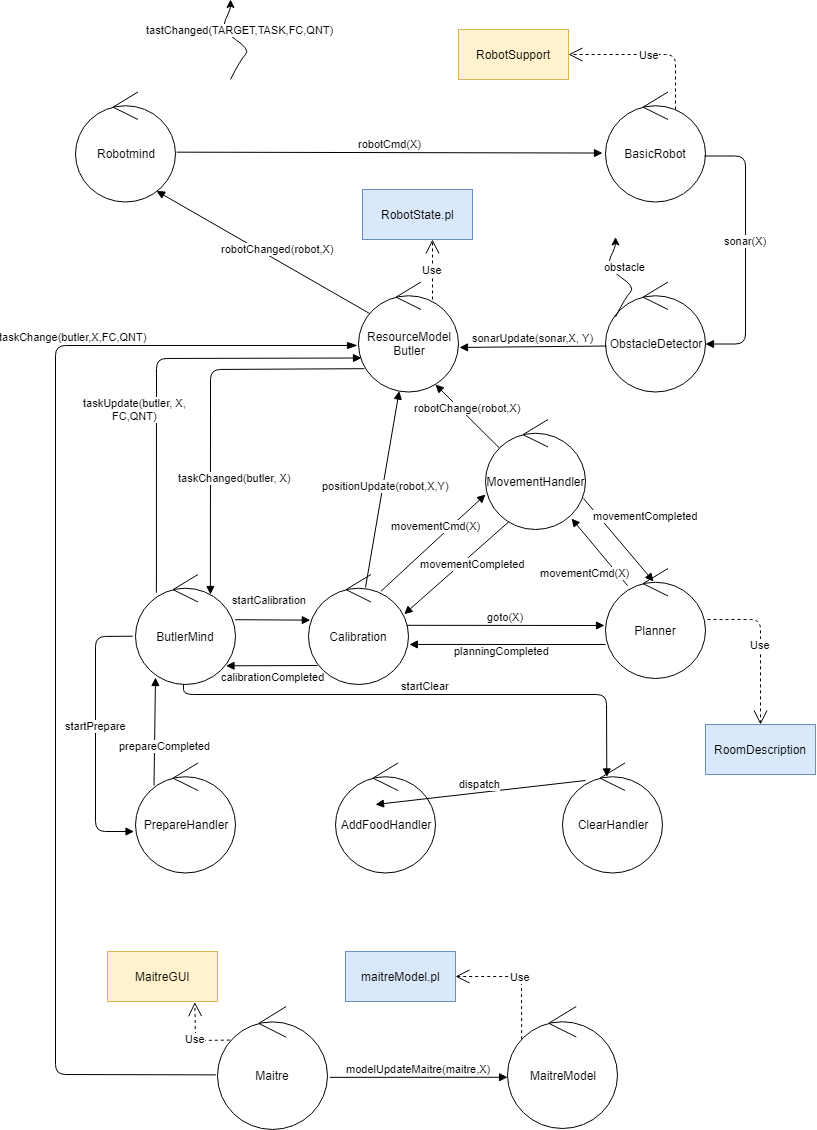 tastChanged(TARGET,TASK,FC,QNT)
RobotSupport
Use
Robotmind
robotCmd(X)
BasicRobot
RobotState.pl
robotChanged(robot,X)
sonar(X)
Use
obstacle
taskChange(butler,X,FC,QNT)
ResourceModel
Butler
sonarUpdate(sonar,X, Y)
ObstacleDetector
taskUpdate(butler, X,
FC,QNT)
robotChange(robot,X)
taskChanged(butler, X)
positionUpdate(robot,X,Y)
MovementHandler
movementCmd(X)
movementCompleted
movementCompleted
movementCmd(X)
startCalibration
goto(X)
ButlerMind
Calibration
Planner
planningCompleted
Use
calibrationCompleted
startClear
startPrepare
prepareCompleted
RoomDescription
dispatch
PrepareHandler
AddFoodHandler
ClearHandler
MaitreGUI
maitreModel.pl
Use
Use
Maitre
modelUpdateMaitre(maitre,X)
MaitreModel